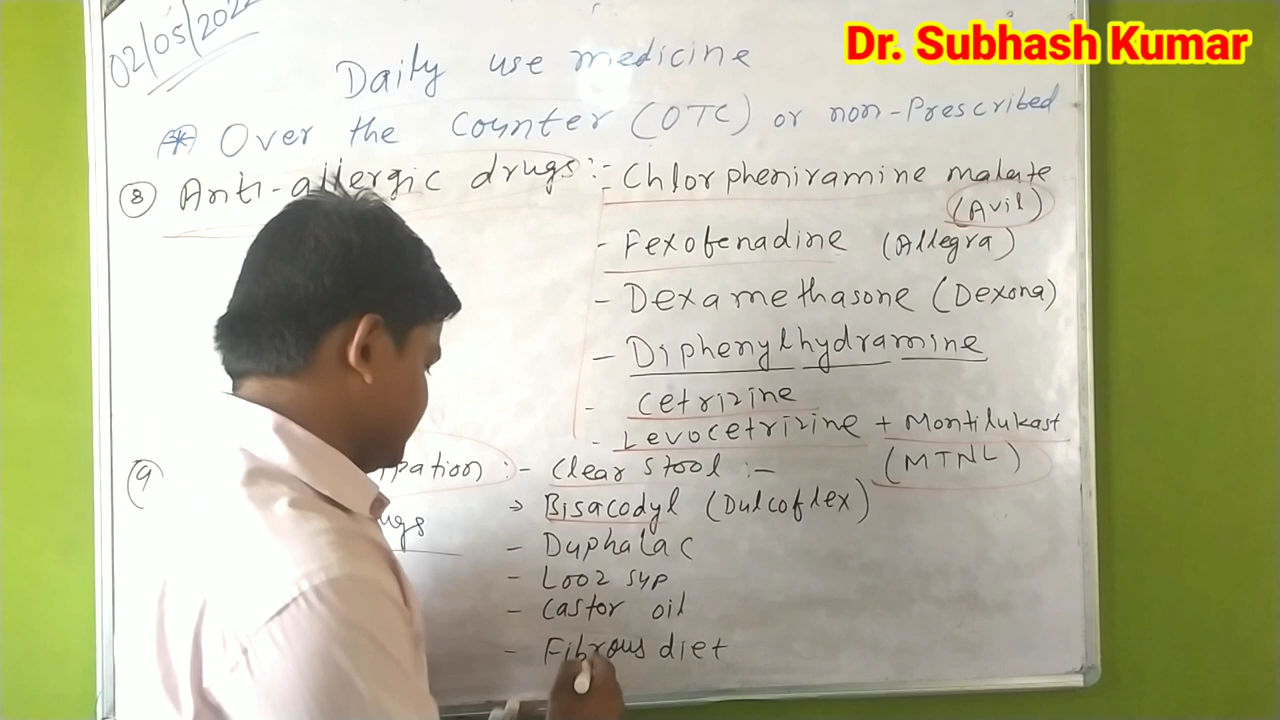 02/05/2022
Dr. Subhash Kumar
Daily use medicine
(*) Over the counter (OTC) or non-Prescribed
(8) Anti-allergic drugs :- Chlorpheniramine malate
(Avil)
- Fexofenadine (Allegra)
- Dexamethasone (Dexona)
- Diphenylhydramine
- Cetrizine
- Levocetrizine + Montilukast
(MTNL)
(9) pation :- Clear stool :-
ugs → Bisacodyl (Dulcoflex)
- Duphalac
- Looz syp
- Castor oil
- Fibrous diet